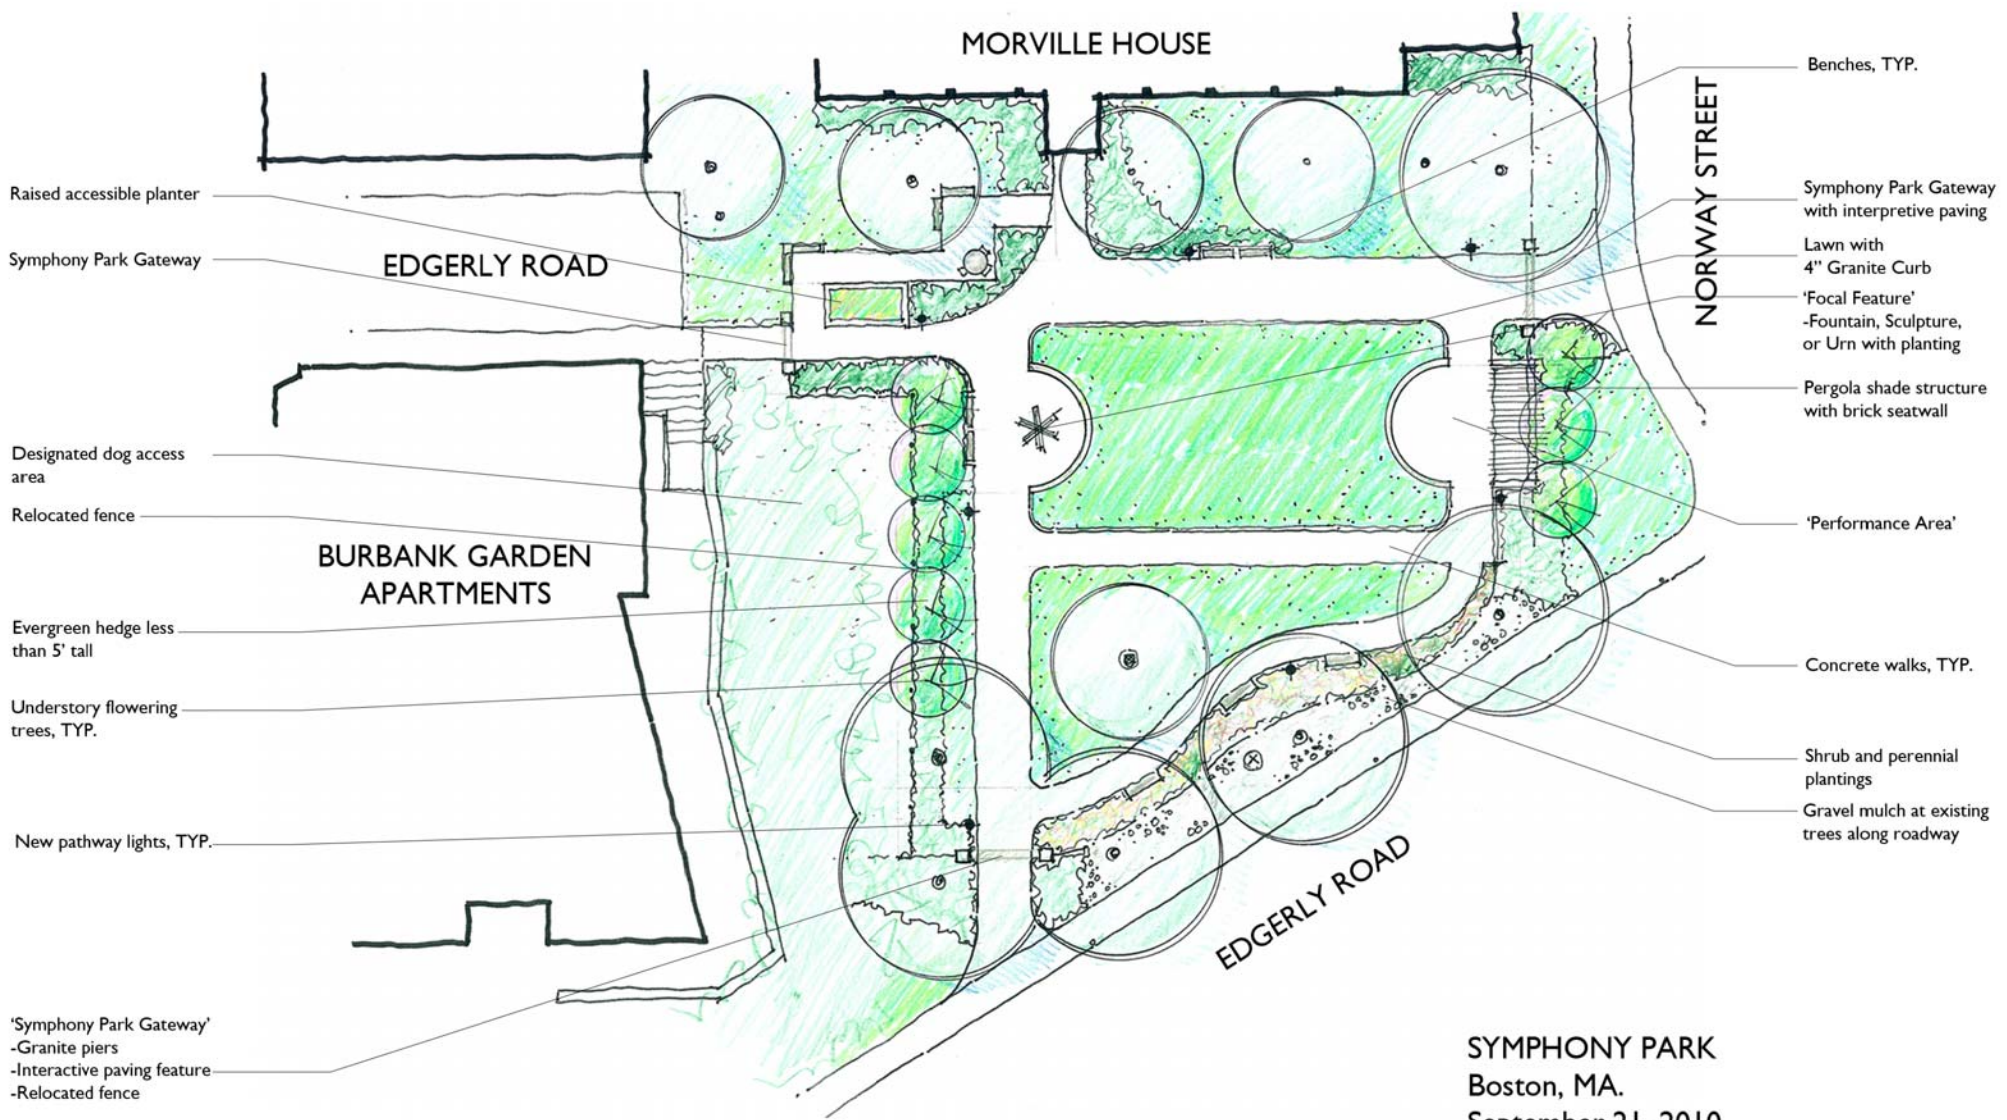 MORVILLE HOUSE
NORWAY STREET
EDGERLY ROAD
BURBANK GARDEN
APARTMENTS
EDGERLY ROAD
Raised accessible planter
Symphony Park Gateway
Designated dog access
area
Relocated fence
Evergreen hedge less
than 5' tall
Understory flowering
trees, TYP.
New pathway lights, TYP.
'Symphony Park Gateway'
-Granite piers
-Interactive paving feature
-Relocated fence
Benches, TYP.
Symphony Park Gateway
with interpretive paving
Lawn with
4" Granite Curb
'Focal Feature'
-Fountain, Sculpture,
or Urn with planting
Pergola shade structure
with brick seatwall
'Performance Area'
Concrete walks, TYP.
Shrub and perennial
plantings
Gravel mulch at existing
trees along roadway
SYMPHONY PARK
Boston, MA.
September 21, 2010